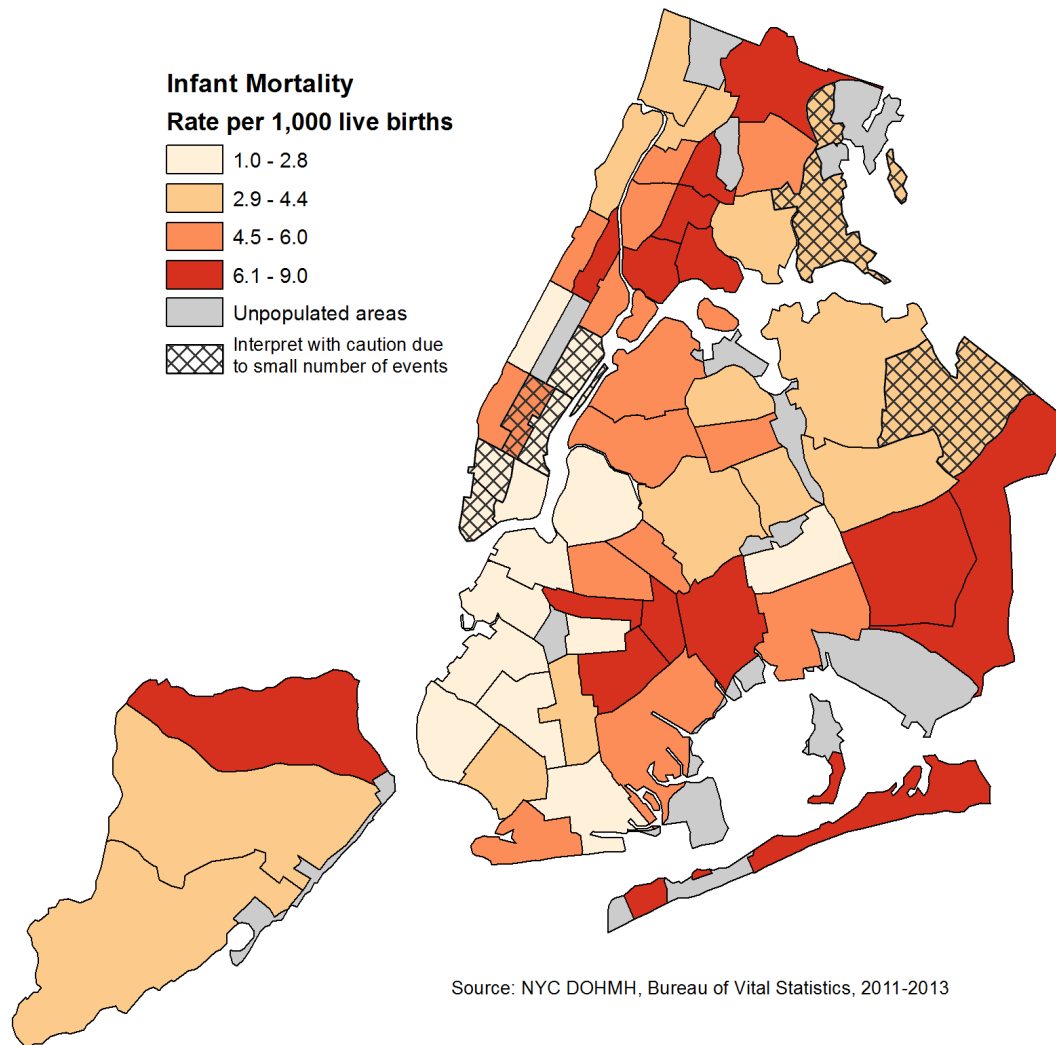 Infant Mortality
Rate per 1,000 live births
1.0 - 2.8
2.9 - 4.4
4.5 - 6.0
6.1 - 9.0
Unpopulated areas
Interpret with caution due
to small number of events
Source: NYC DOHMH, Bureau of Vital Statistics, 2011-2013